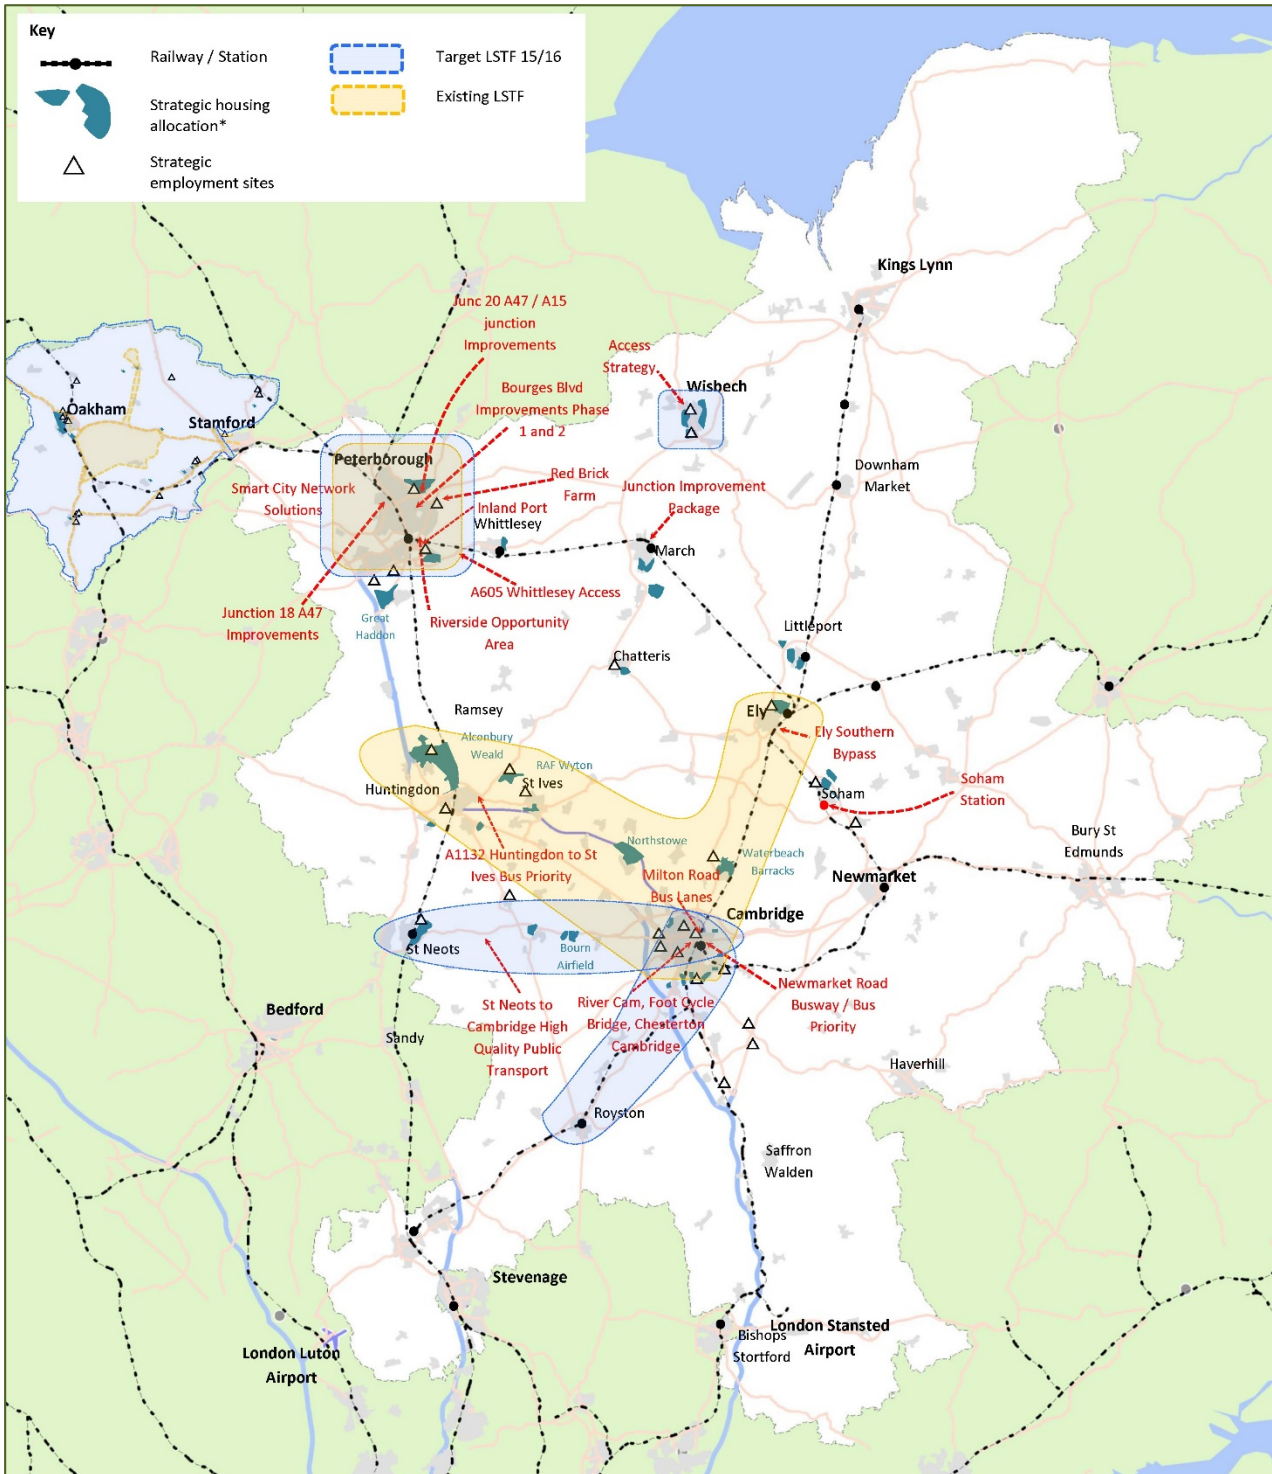 Key
Railway / Station
Target LSTF 15/16
Strategic housing
allocation*
Existing LSTF
Strategic
employment sites
Kings Lynn
Junc 20 A47 / A15
junction
Improvements
Access
Strategy
Wisbech
Bourges Blvd
Improvements Phase
1 and 2
Oakham
Stamford
Peterborough
Smart City Network
Solutions
Red Brick
Farm
Inland Port
Whittlesey
Junction Improvement
Package
Downham
Market
March
A605 Whittlesey Access
Junction 18 A47
Improvements
Great
Haddon
Riverside Opportunity
Area
Littleport
Chatteris
Ramsey
Ely
Ely Southern
Bypass
Alconbury
Weald
RAF Wyton
St Ives
Huntingdon
Soham
Soham
Station
A1132 Huntingdon to St
Ives Bus Priority
Northstowe
Waterbeach
Barracks
Milton Road
Bus Lanes
Bury St
Edmunds
Newmarket
Cambridge
St Neots
Bourn
Airfield
St Neots to
Cambridge High
Quality Public
Transport
River Cam, Foot Cycle
Bridge, Chesterton
Cambridge
Newmarket Road
Busway / Bus
Priority
Bedford
Sandy
Haverhill
Royston
Saffron
Walden
Stevenage
London Luton
Airport
Bishops
Stortford
London Stansted
Airport